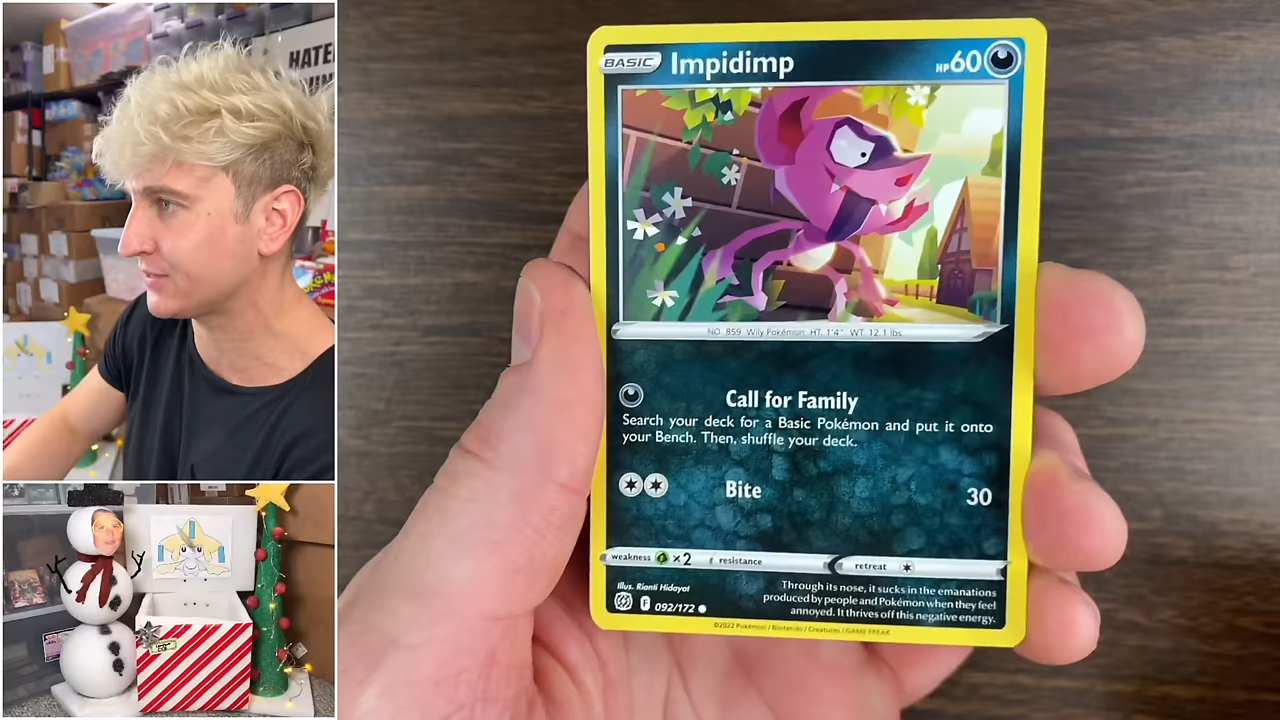 HATE
BASIC Impidimp HP60
NO. 859 Wily Pokémon HT. 1'4" WT. 12.1 lbs
Call for Family
Search your deck for a Basic Pokémon and put it onto
your Bench. Then, shuffle your deck.
Bite 30
weakness ×2 resistance retreat
Illus. Rianti Hidayat
F 092/172
Through its nose, it sucks in the emanations
produced by people and Pokémon when they feel
annoyed. It thrives off this negative energy.
©2022 Pokémon / Nintendo / Creatures / GAME FREAK